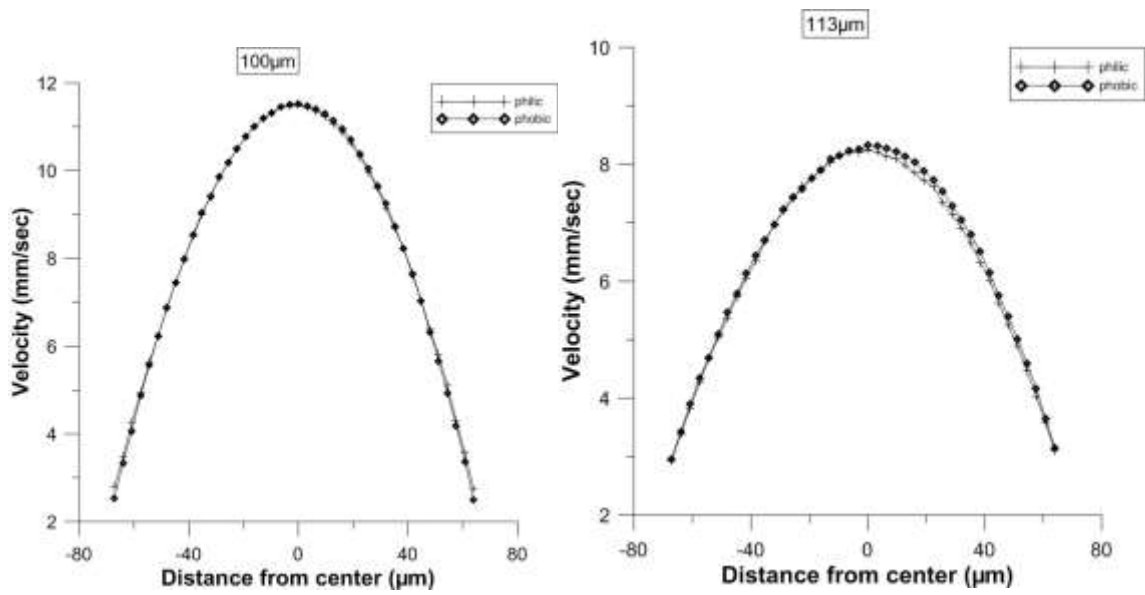 100μm
12
10
8
6
4
2
-80
-40
0
40
80
Velocity (mm/sec)
Distance from center (μm)
philic
phobic
113μm
10
8
6
4
2
-80
-40
0
40
80
Velocity (mm/sec)
Distance from center (μm)
philic
phobic